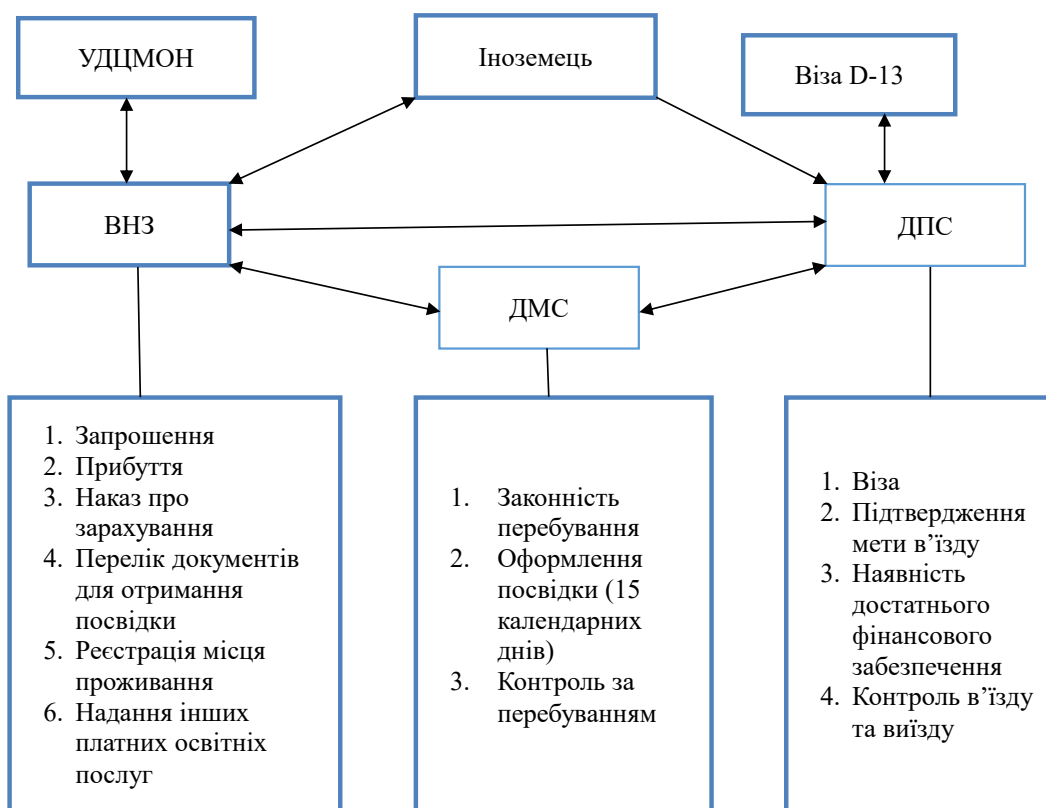 УДЦМОН
Іноземець
Віза D-13
ВНЗ
ДПС
ДМС
1. Запрошення
2. Прибуття
3. Наказ про
зарахування
4. Перелік документів
для отримання
посвідки
5. Реєстрація місця
проживання
6. Надання інших
платних освітніх
послуг
1. Законність
перебування
2. Оформлення
посвідки (15
календарних
днів)
3. Контроль за
перебуванням
1. Віза
2. Підтвердження
мети в’їзду
3. Наявність
достатнього
фінансового
забезпечення
4. Контроль в’їзду
та виїзду